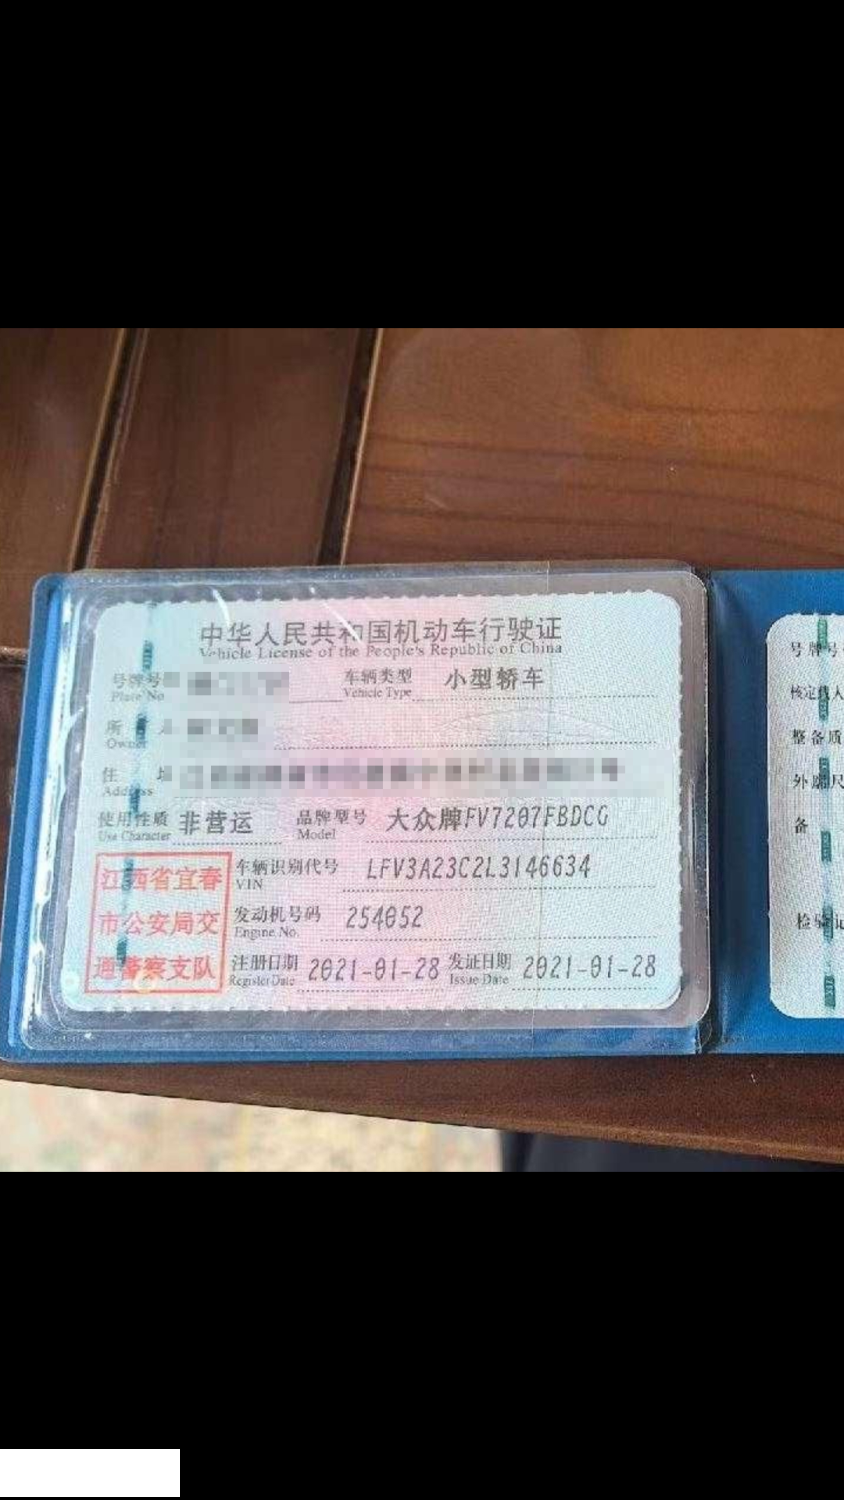 中华人民共和国机动车行驶证
Vehicle License of the People's Republic of China
号牌号 车辆类型 小型轿车
Plate No. Vehicle Type
所 人
Owner
住 址
Address
使用性质 非营运 品牌型号 大众牌FV7207FBDCG
Use Character Model
江西省宜春
市公安局交
通警察支队
车辆识别代号 LFV3A23C2L3146634
VIN
发动机号码 254052
Engine No.
注册日期 2021-01-28 发证日期 2021-01-28
Register Date Issue Date
号牌号
核定载人
整备质
外廓尺
备
检验记